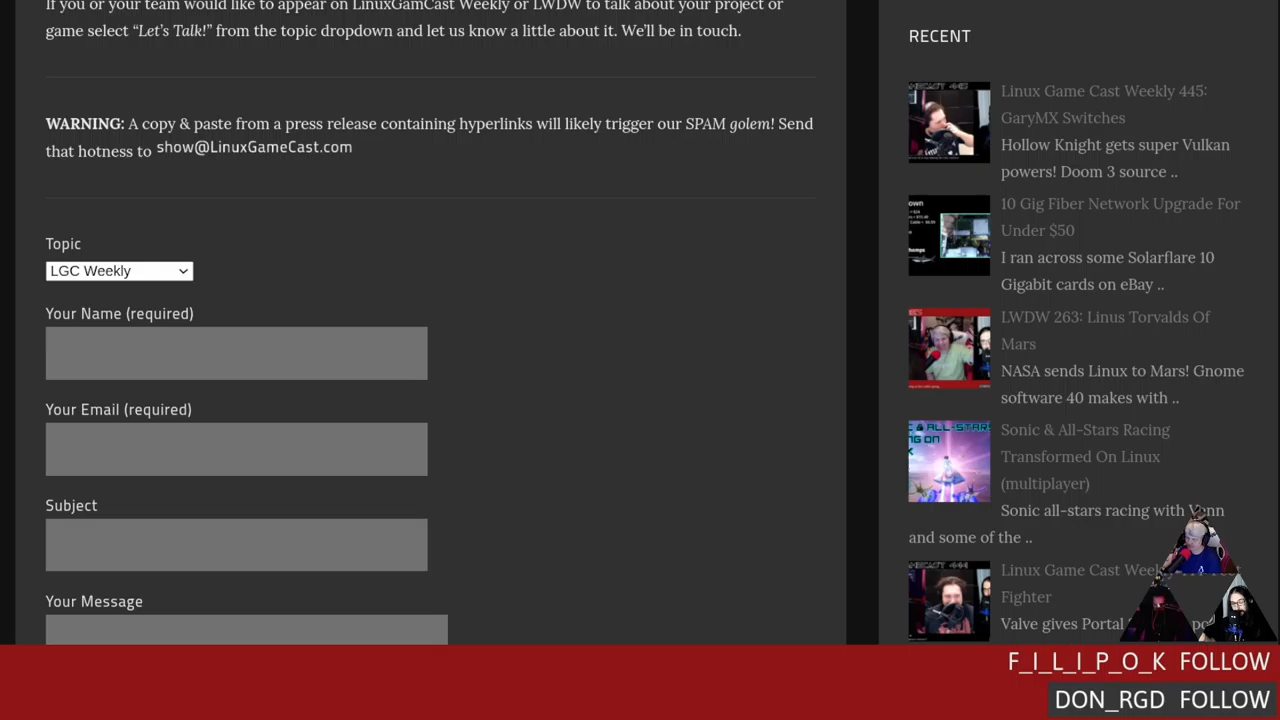 If you or your team would like to appear on LinuxGamCast Weekly or LWDW to talk about your project or
game select “Let’s Talk!” from the topic dropdown and let us know a little about it. We’ll be in touch.
WARNING: A copy & paste from a press release containing hyperlinks will likely trigger our SPAM golem! Send
that hotness to show@LinuxGameCast.com
Topic
LGC Weekly
Your Name (required)
Your Email (required)
Subject
Your Message
RECENT
Linux Game Cast Weekly 445:
GaryMX Switches
Hollow Knight gets super Vulkan
powers! Doom 3 source ..
10 Gig Fiber Network Upgrade For
Under $50
I ran across some Solarflare 10
Gigabit cards on eBay ..
LWDW 263: Linus Torvalds Of
Mars
NASA sends Linux to Mars! Gnome
software 40 makes with ..
Sonic & All-Stars Racing
Transformed On Linux
(multiplayer)
Sonic all-stars racing with Venn
and some of the ..
Linux Game Cast
Fighter
Valve gives Portal
F_I_L_I_P_O_K FOLLOW
DON_RGD FOLLOW